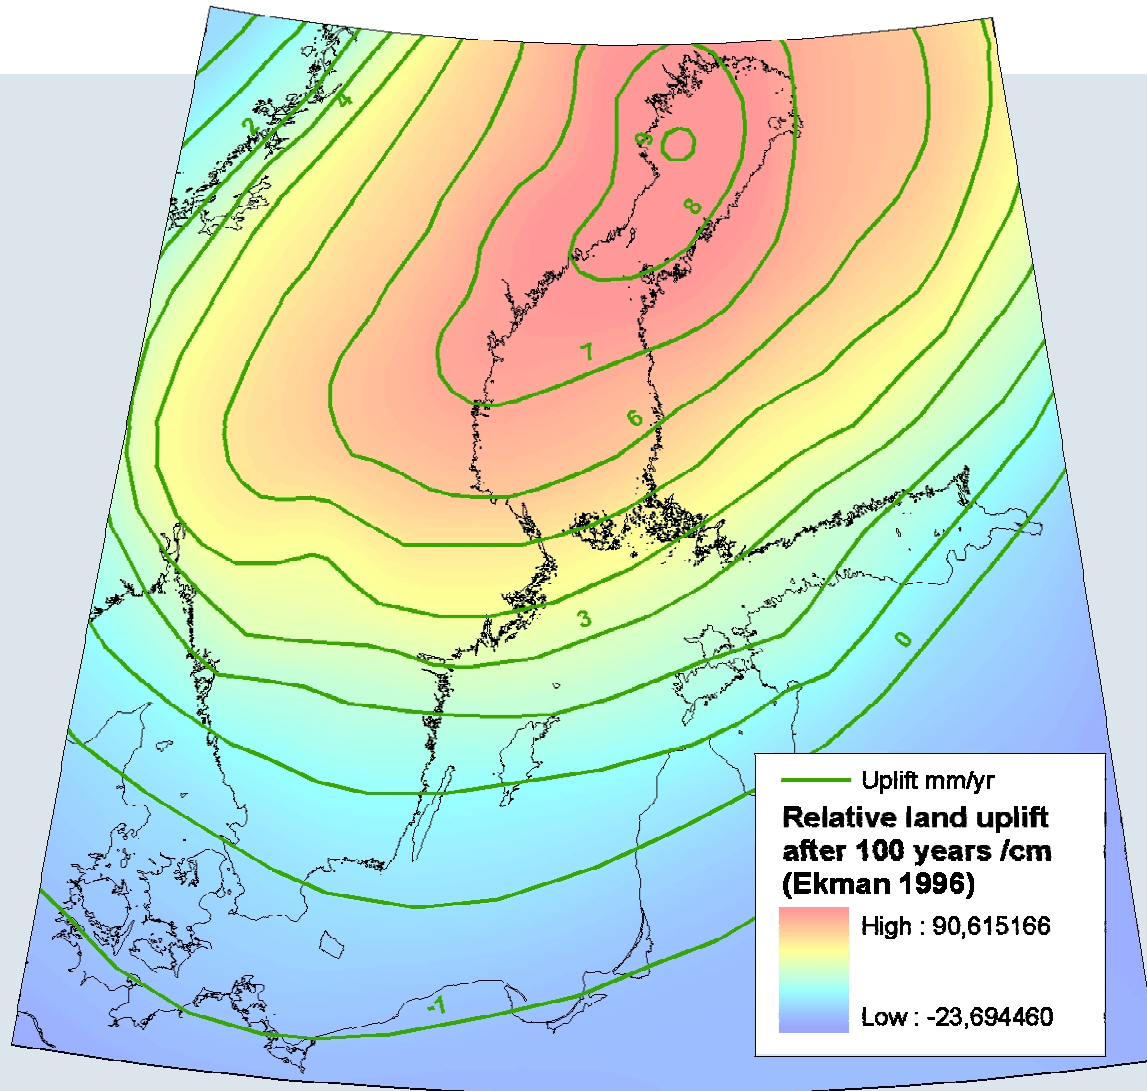 4
2
9
8
7
6
3
0
-1
Uplift mm/yr
Relative land uplift
after 100 years /cm
(Ekman 1996)
High : 90,615166
Low : -23,694460